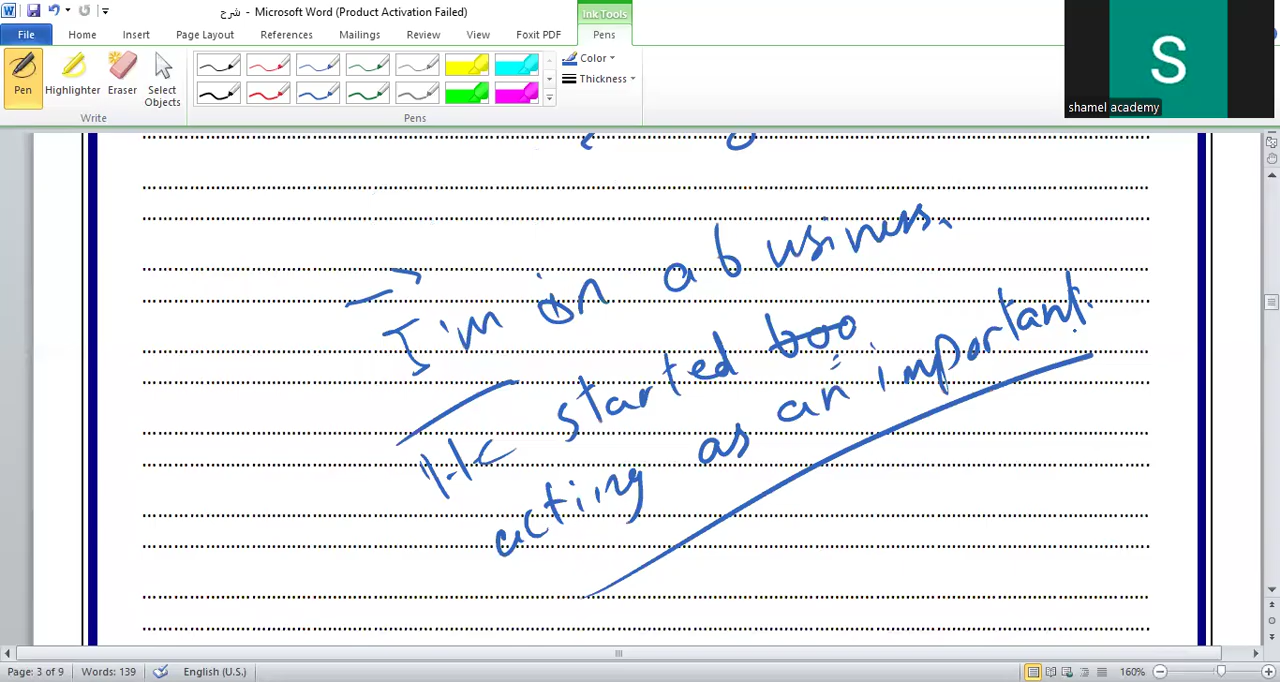 شرح - Microsoft Word (Product Activation Failed)
Ink Tools
File Home Insert Page Layout References Mailings Review View Foxit PDF Pens
Pen Highlighter Eraser Select Objects
Color
Thickness
Write Pens
S
shamel academy
I'm on a business.
He started too
acting as an important.
Page: 3 of 9 Words: 139 English (U.S.) 160%